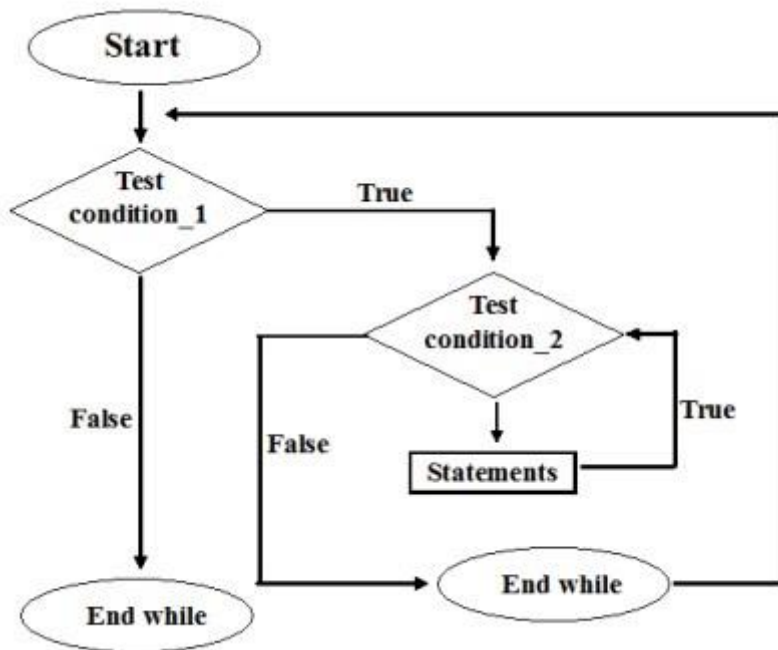 Start
Test
condition_1
True
Test
condition_2
False
False
True
Statements
End while
End while